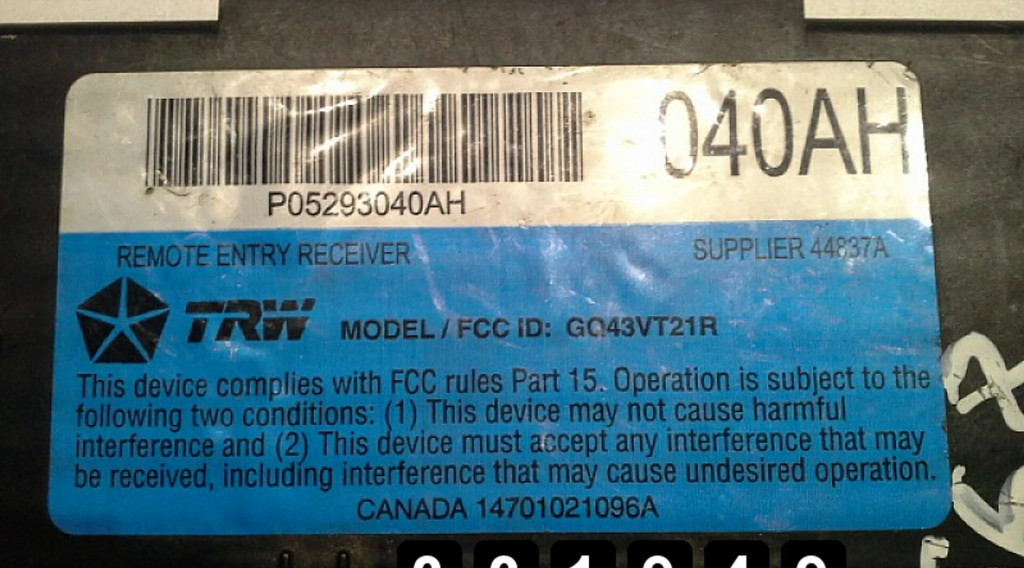 040AH
P05293040AH
REMOTE ENTRY RECEIVER SUPPLIER 44837A
TRW MODEL / FCC ID: GQ43VT21R
This device complies with FCC rules Part 15. Operation is subject to the
following two conditions: (1) This device may not cause harmful
interference and (2) This device must accept any interference that may
be received, including interference that may cause undesired operation.
CANADA 14701021096A